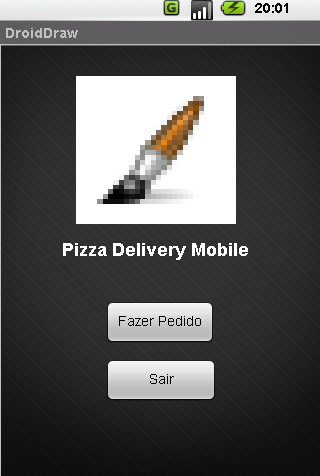 G 20:01
DroidDraw
Pizza Delivery Mobile
Fazer Pedido
Sair